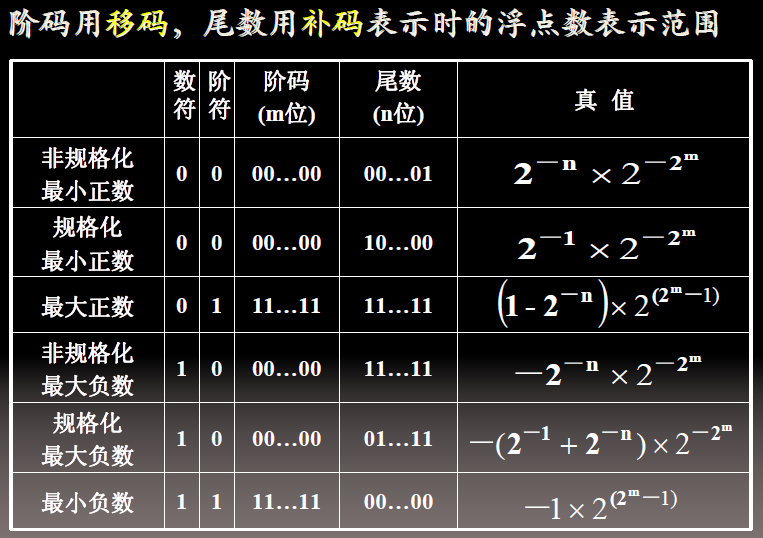 阶码用移码，尾数用补码表示时的浮点数表示范围
数符 阶符 阶码(m位) 尾数(n位) 真 值
非规格化最小正数 0 0 00…00 00…01 2^{－n} × 2^{－2^m}
规格化最小正数 0 0 00…00 10…00 2^{－1} × 2^{－2^m}
最大正数 0 1 11…11 11…11 (1 - 2^{－n}) × 2^{(2^m－1)}
非规格化最大负数 1 0 00…00 11…11 －2^{－n} × 2^{－2^m}
规格化最大负数 1 0 00…00 01…11 －(2^{－1} + 2^{－n}) × 2^{－2^m}
最小负数 1 1 11…11 00…00 －1 × 2^{(2^m－1)}